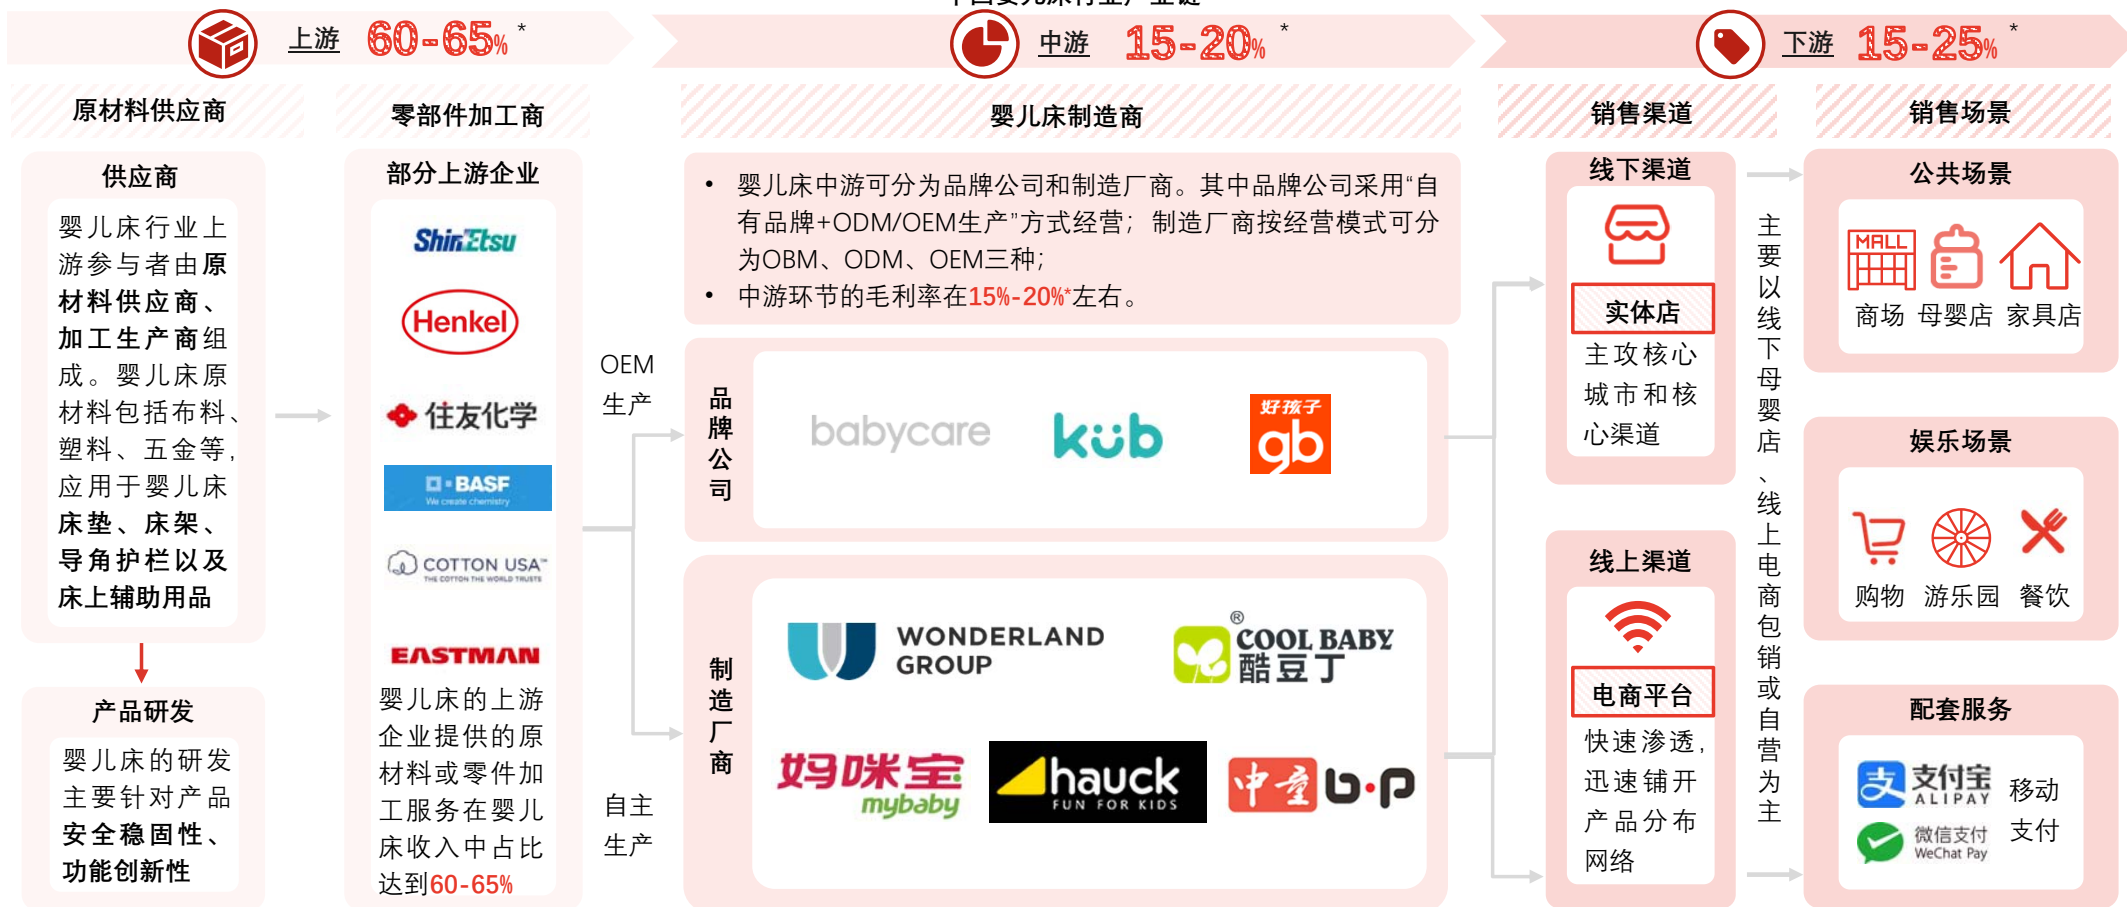 中国婴儿床行业产业链
上游 60-65% *
中游 15-20% *
下游 15-25% *
原材料供应商
零部件加工商
婴儿床制造商
销售渠道
销售场景
供应商
婴儿床行业上
游参与者由原
材料供应商、
加工生产商组
成。婴儿床原
材料包括布料、
塑料、五金等,
应用于婴儿床
床垫、床架、
导角护栏以及
床上辅助用品
产品研发
婴儿床的研发
主要针对产品
安全稳固性、
功能创新性
部分上游企业
ShinEtsu
Henkel
住友化学
BASF
We create chemistry
COTTON USA™
THE COTTON THE WORLD TRUSTS
EASTMAN
婴儿床的上游
企业提供的原
材料或零件加
工服务在婴儿
床收入中占比
达到60-65%
OEM
生产
自主
生产
• 婴儿床中游可分为品牌公司和制造厂商。其中品牌公司采用“自
有品牌+ODM/OEM生产”方式经营；制造厂商按经营模式可分
为OBM、ODM、OEM三种；
• 中游环节的毛利率在15%-20%*左右。
品牌公司
babycare
küb
好孩子
gb
制造厂商
WONDERLAND
GROUP
®
COOL BABY
酷豆丁
妈咪宝
mybaby
hauck
FUN FOR KIDS
中童 b·p
线下渠道
实体店
主攻核心
城市和核
心渠道
线上渠道
电商平台
快速渗透,
迅速铺开
产品分布
网络
主要以线下母婴店、线上电商包销或自营为主
公共场景
MALL
商场 母婴店 家具店
娱乐场景
购物 游乐园 餐饮
配套服务
支 支付宝
ALIPAY
微信支付
WeChat Pay
移动
支付